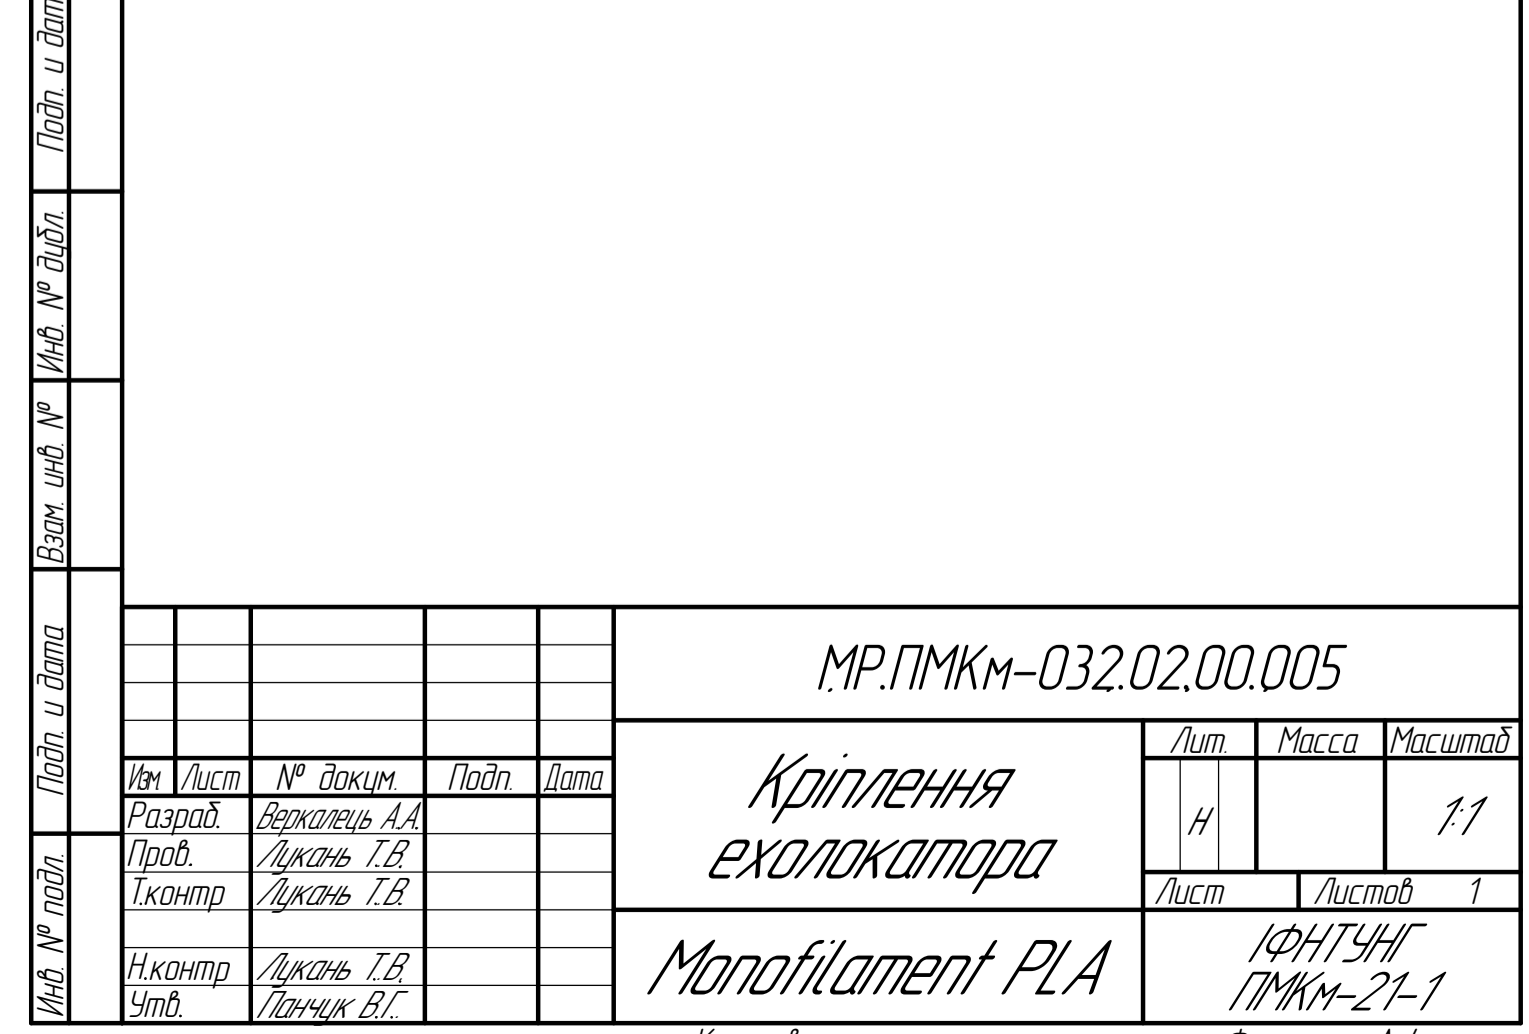 Подп. и
Инв. № дубл.
Взам. инв. №
Подп. и дата
Инв. № подл.
МР.ПМКм-032.02.00.005
Изм Лист № докум. Подп. Дата
Разраб. Веркалець А.А.
Пров. Лукань Т.В.
Т.контр Лукань Т.В.
Н.контр Лукань Т.В.
Утв. Панчук В.Г.
Кріплення
ехолокатора
Monofilament PLA
Лит. Масса Масштаб
Н 1:1
Лист Листов 1
ІФНТУНГ
ПМКм-21-1